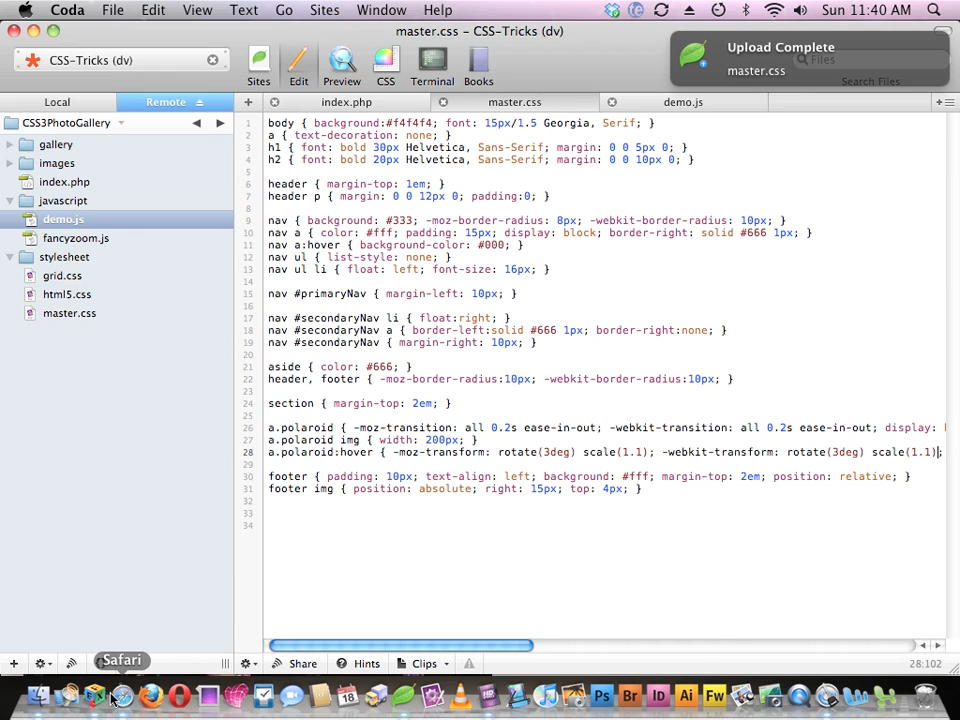 Coda File Edit View Text Go Sites Window Help Sun 11:40 AM
master.css – CSS-Tricks (dv)
CSS-Tricks (dv)
Sites Edit Preview CSS Terminal Books
Upload Complete
master.css
Files
Search Files
Local Remote index.php master.css demo.js
CSS3PhotoGallery
gallery
images
index.php
javascript
demo.js
fancyzoom.js
stylesheet
grid.css
html5.css
master.css
1 body { background:#f4f4f4; font: 15px/1.5 Georgia, Serif; }
2 a { text-decoration: none; }
3 h1 { font: bold 30px Helvetica, Sans-Serif; margin: 0 0 5px 0; }
4 h2 { font: bold 20px Helvetica, Sans-Serif; margin: 0 0 10px 0; }
5
6 header { margin-top: 1em; }
7 header p { margin: 0 0 12px 0; padding:0; }
8
9 nav { background: #333; -moz-border-radius: 8px; -webkit-border-radius: 10px; }
10 nav a { color: #fff; padding: 15px; display: block; border-right: solid #666 1px; }
11 nav a:hover { background-color: #000; }
12 nav ul { list-style: none; }
13 nav ul li { float: left; font-size: 16px; }
14
15 nav #primaryNav { margin-left: 10px; }
16
17 nav #secondaryNav li { float:right; }
18 nav #secondaryNav a { border-left:solid #666 1px; border-right:none; }
19 nav #secondaryNav { margin-right: 10px; }
20
21 aside { color: #666; }
22 header, footer { -moz-border-radius:10px; -webkit-border-radius:10px; }
23
24 section { margin-top: 2em; }
25
26 a.polaroid { -moz-transition: all 0.2s ease-in-out; -webkit-transition: all 0.2s ease-in-out; display:
27 a.polaroid img { width: 200px; }
28 a.polaroid:hover { -moz-transform: rotate(3deg) scale(1.1); -webkit-transform: rotate(3deg) scale(1.1);
29
30 footer { padding: 10px; text-align: left; background: #fff; margin-top: 2em; position: relative; }
31 footer img { position: absolute; right: 15px; top: 4px; }
32
33
34
Share Hints Clips 28:102
Safari
18
Ps Br Id Ai Fw